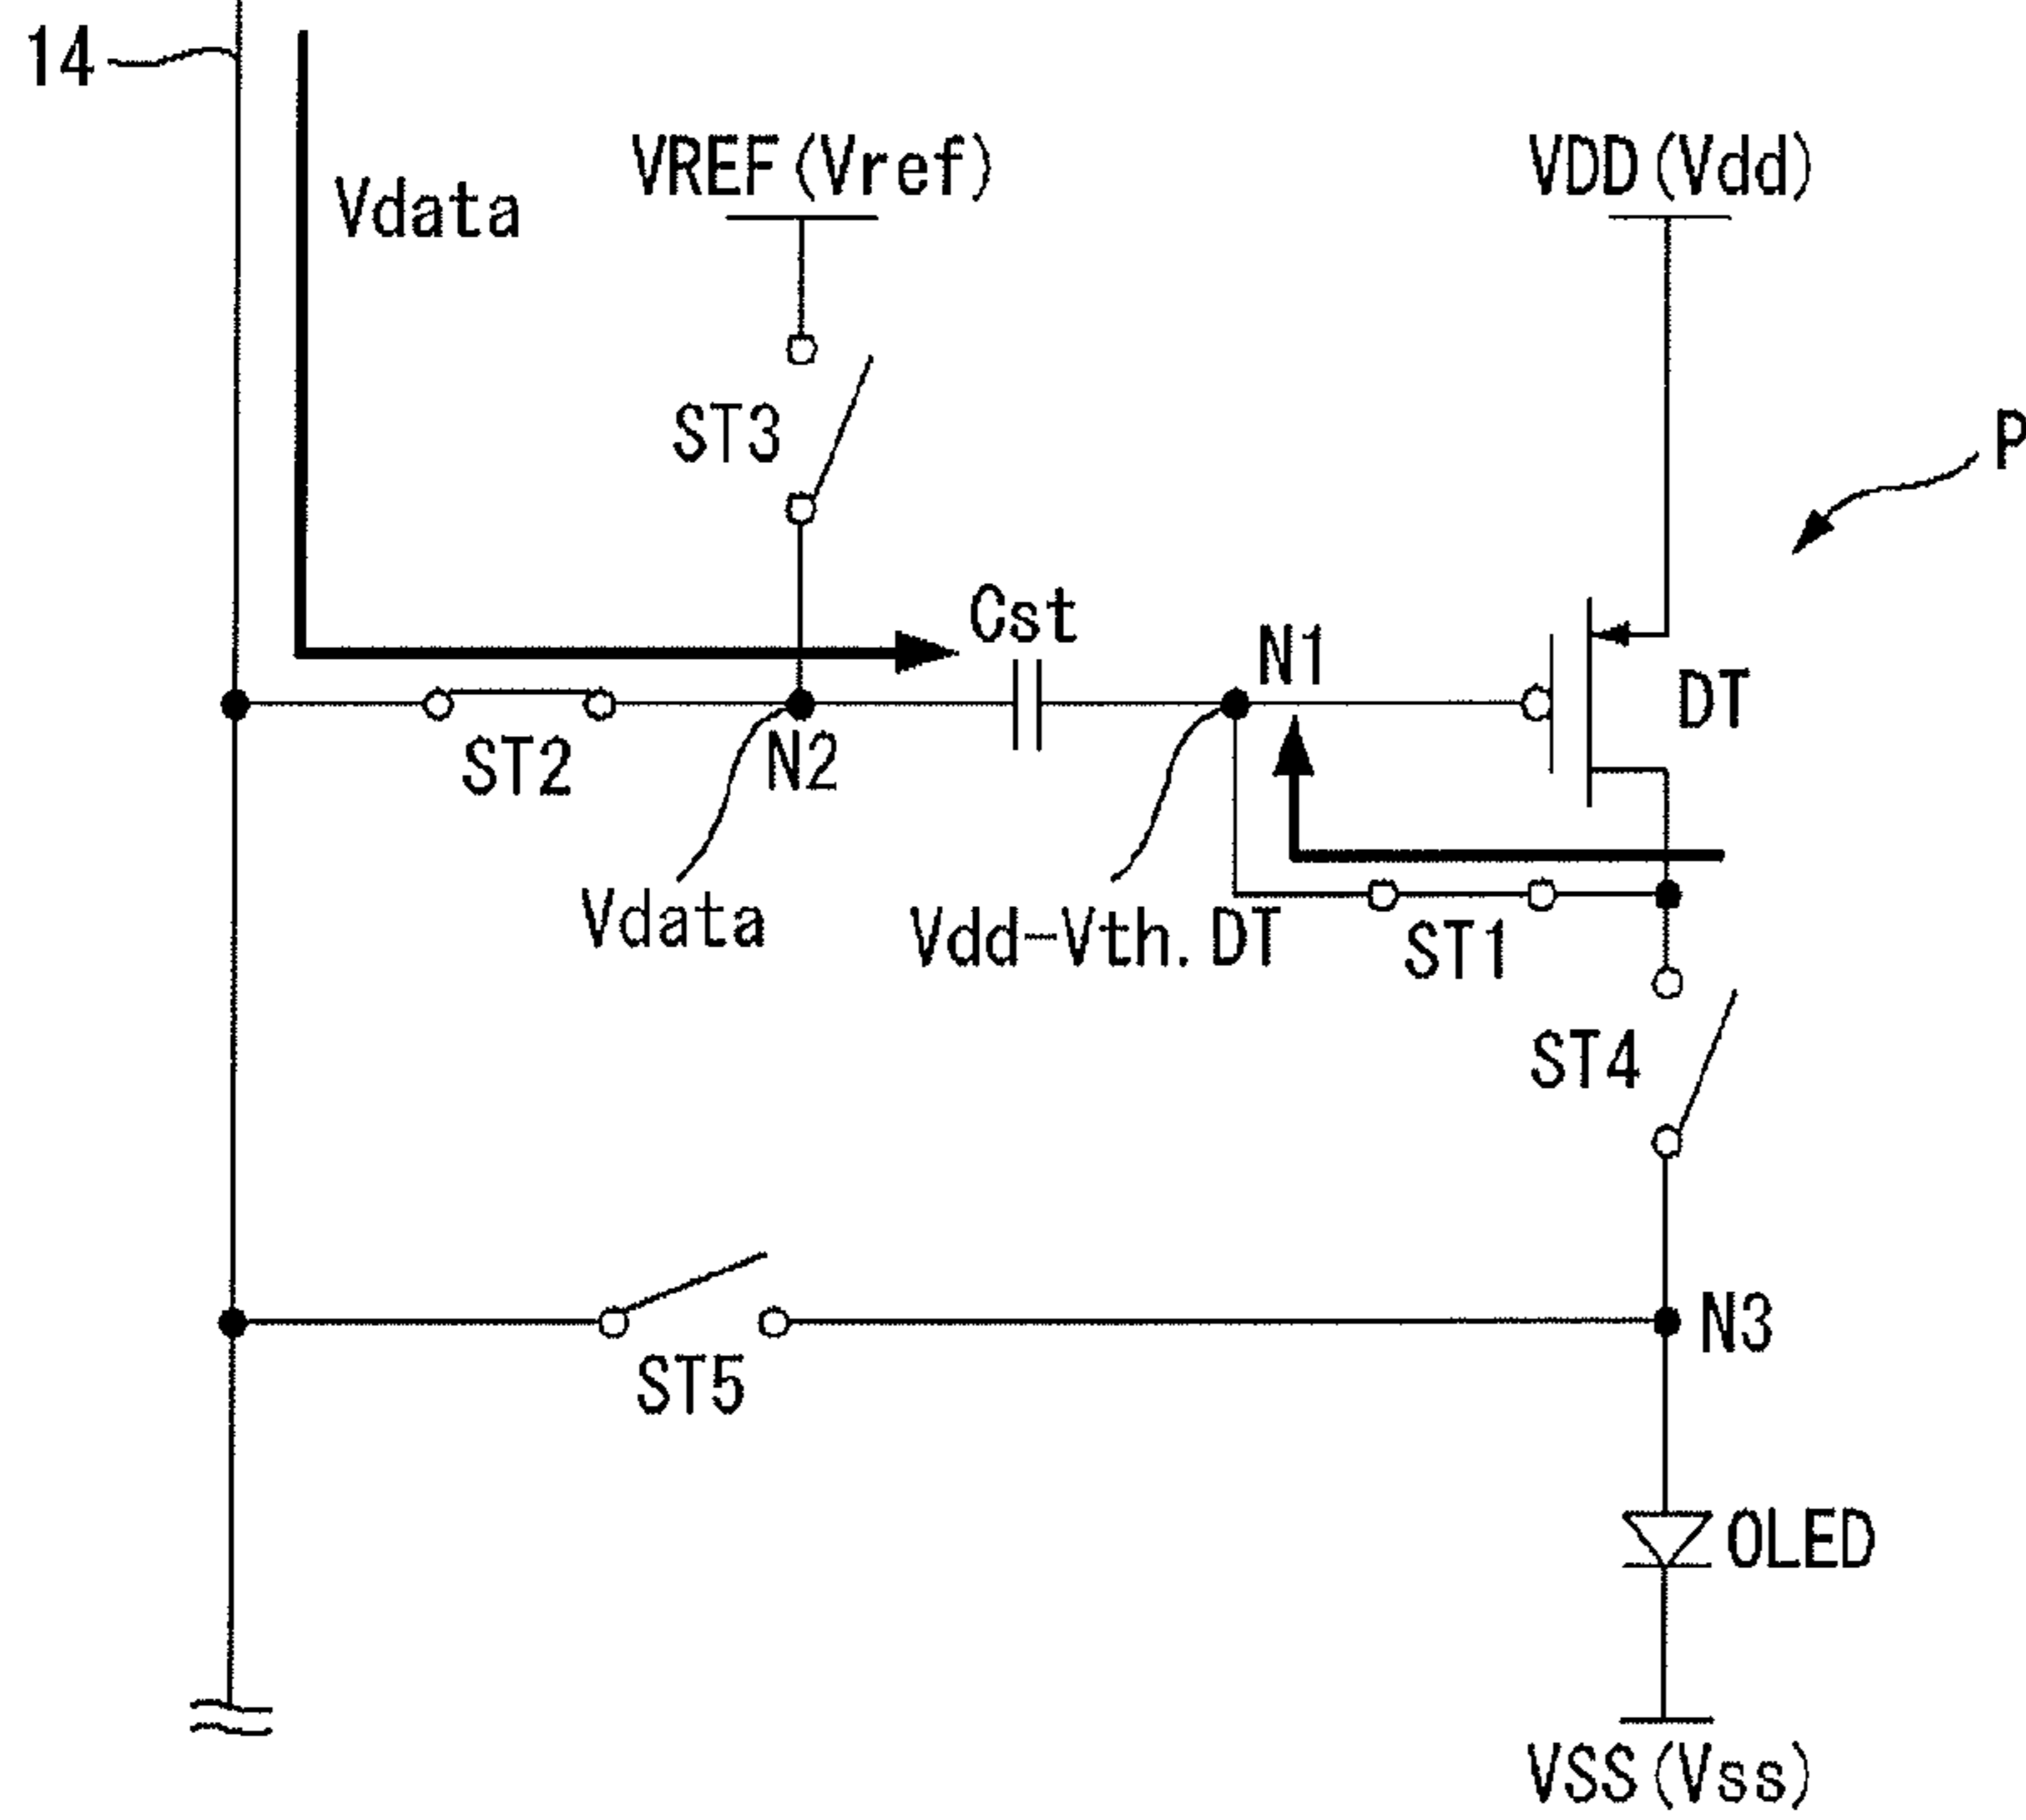 14
Vdata
VREF(Vref)
VDD(Vdd)
ST3
P
Cst
N1
DT
ST2
N2
Vdata
Vdd-Vth.DT
ST1
ST4
N3
ST5
OLED
VSS(Vss)